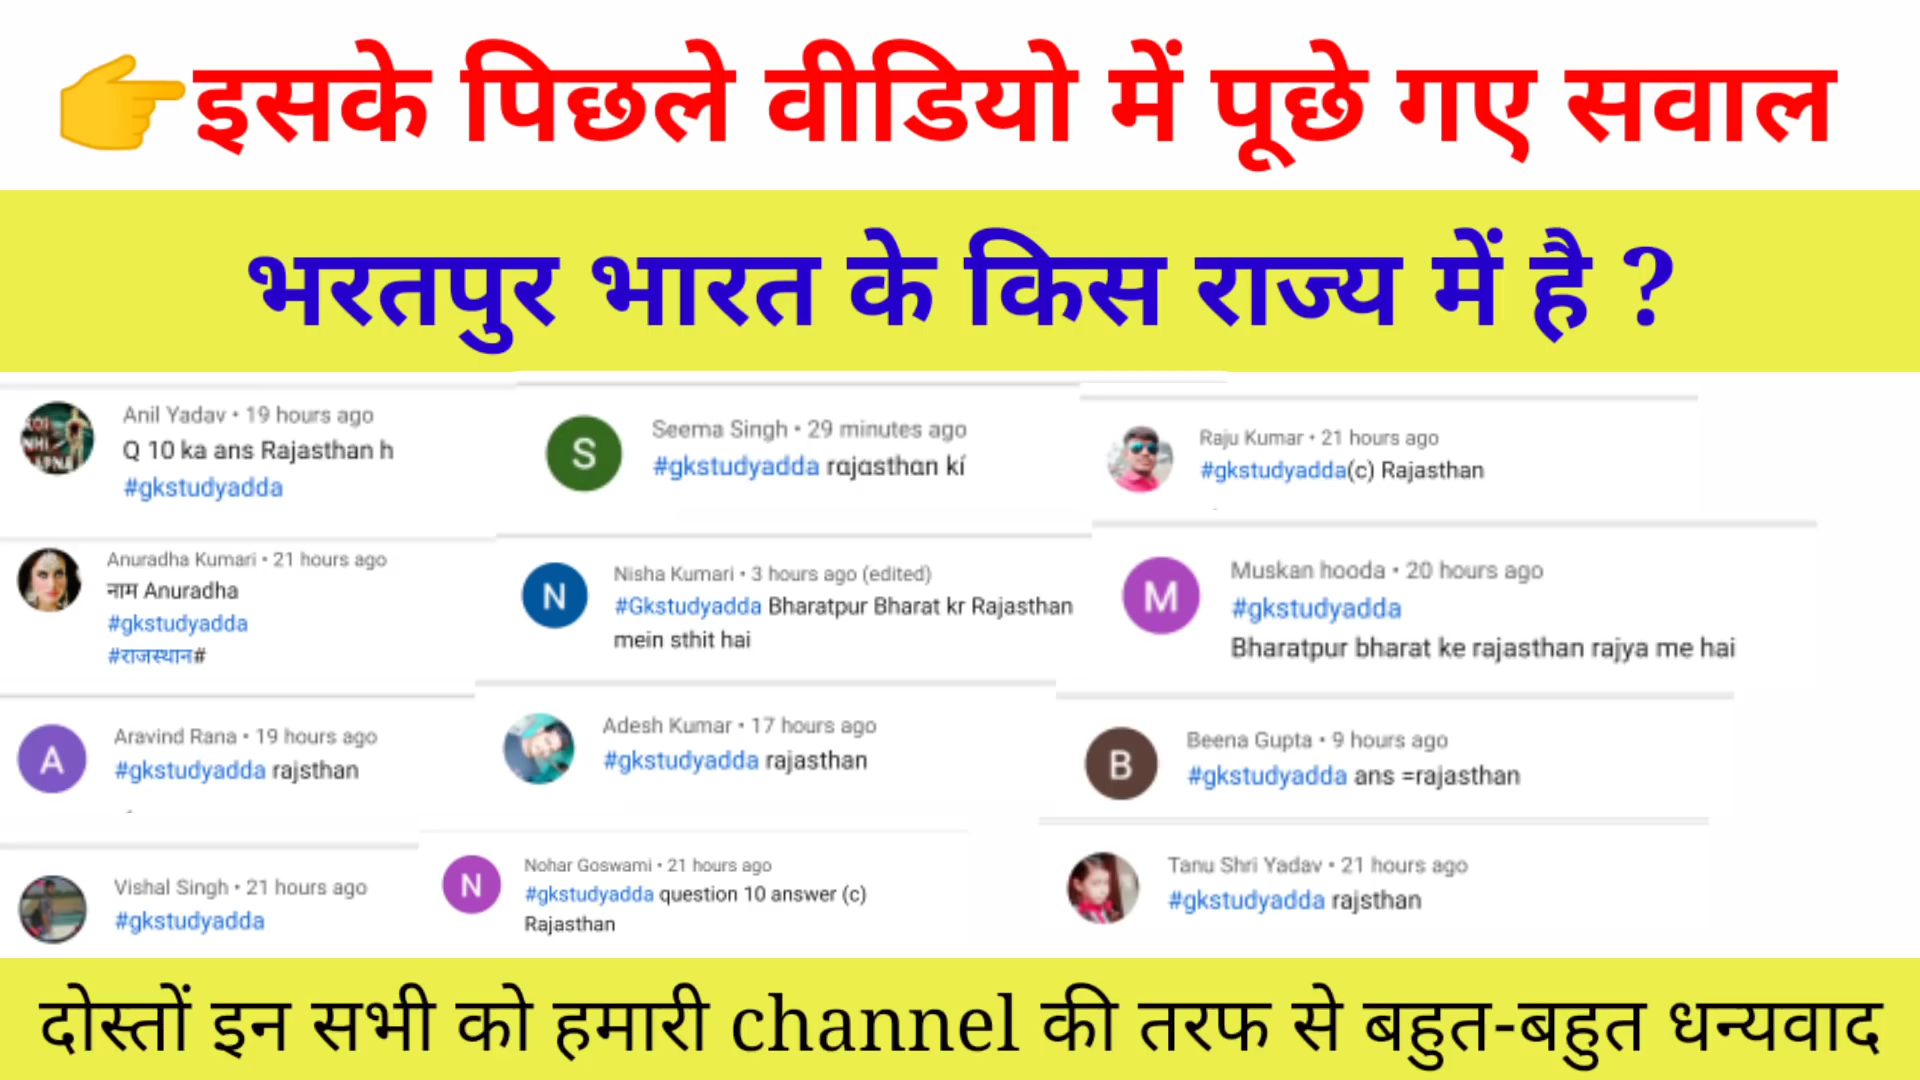 👉इसके पिछले वीडियो में पूछे गए सवाल
भरतपुर भारत के किस राज्य में है ?
Anil Yadav • 19 hours ago
Q 10 ka ans Rajasthan h
#gkstudyadda
S
Seema Singh • 29 minutes ago
#gkstudyadda rajasthan kí
Raju Kumar • 21 hours ago
#gkstudyadda(c) Rajasthan
Anuradha Kumari • 21 hours ago
नाम Anuradha
#gkstudyadda
#राजस्थान#
N
Nisha Kumari • 3 hours ago (edited)
#Gkstudyadda Bharatpur Bharat kr Rajasthan
mein sthit hai
M
Muskan hooda • 20 hours ago
#gkstudyadda
Bharatpur bharat ke rajasthan rajya me hai
A
Aravind Rana • 19 hours ago
#gkstudyadda rajsthan
Adesh Kumar • 17 hours ago
#gkstudyadda rajasthan
B
Beena Gupta • 9 hours ago
#gkstudyadda ans =rajasthan
Vishal Singh • 21 hours ago
#gkstudyadda
N
Nohar Goswami • 21 hours ago
#gkstudyadda question 10 answer (c)
Rajasthan
Tanu Shri Yadav • 21 hours ago
#gkstudyadda rajsthan
दोस्तों इन सभी को हमारी channel की तरफ से बहुत-बहुत धन्यवाद